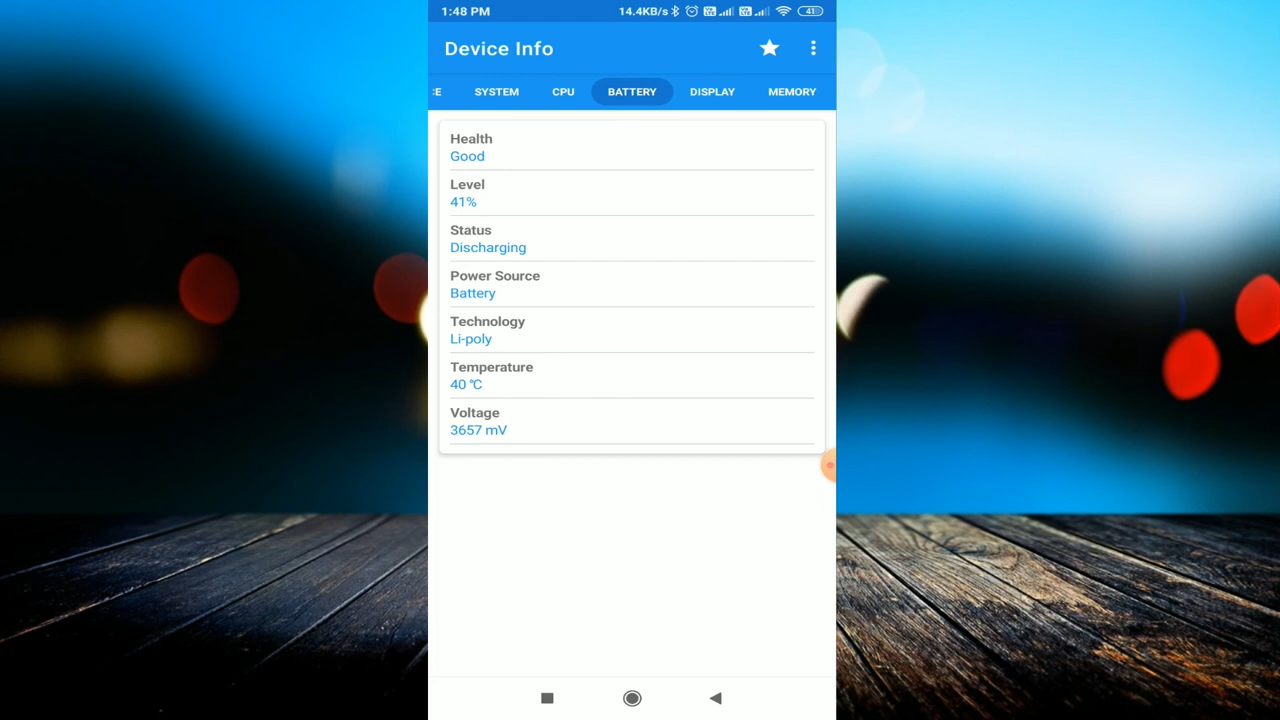 1:48 PM 14.4KB/s 41
Device Info
CE SYSTEM CPU BATTERY DISPLAY MEMORY
Health
Good
Level
41%
Status
Discharging
Power Source
Battery
Technology
Li-poly
Temperature
40 ℃
Voltage
3657 mV